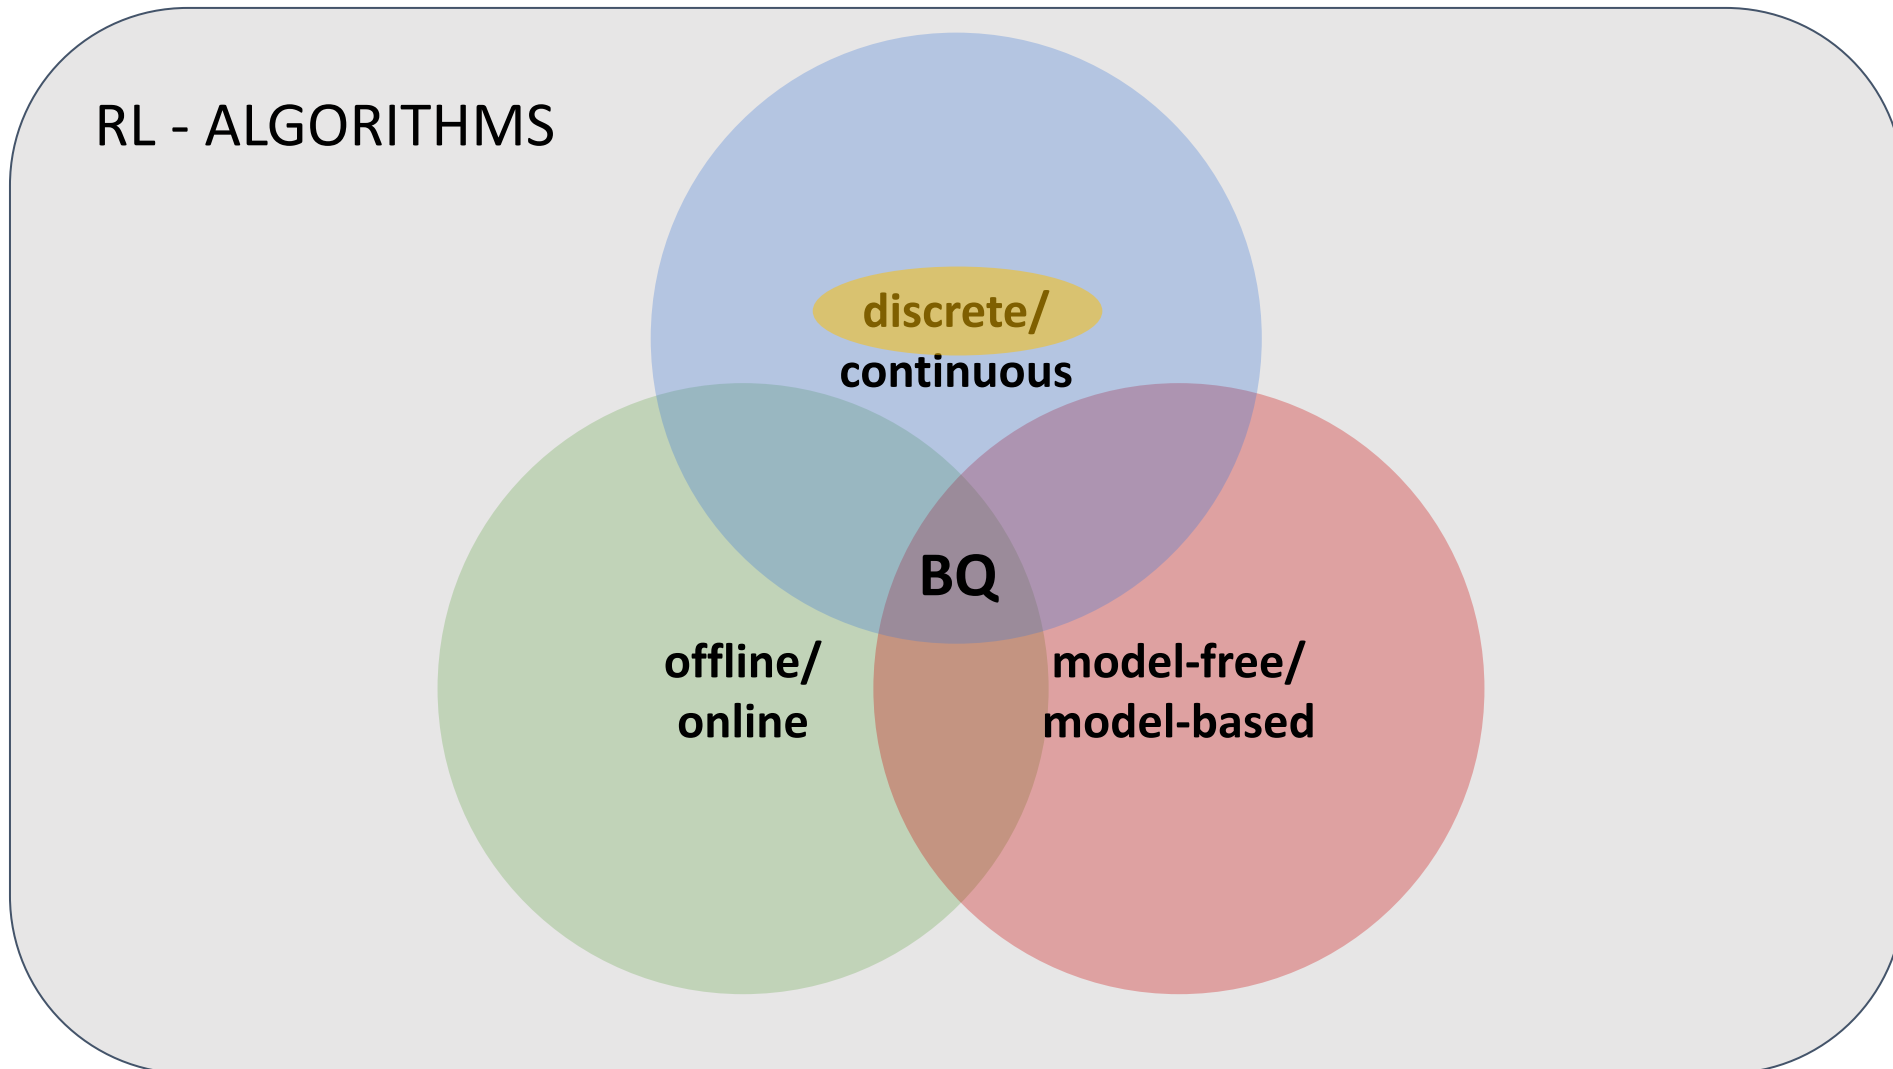 RL - ALGORITHMS
discrete/
continuous
BQ
offline/
online
model-free/
model-based